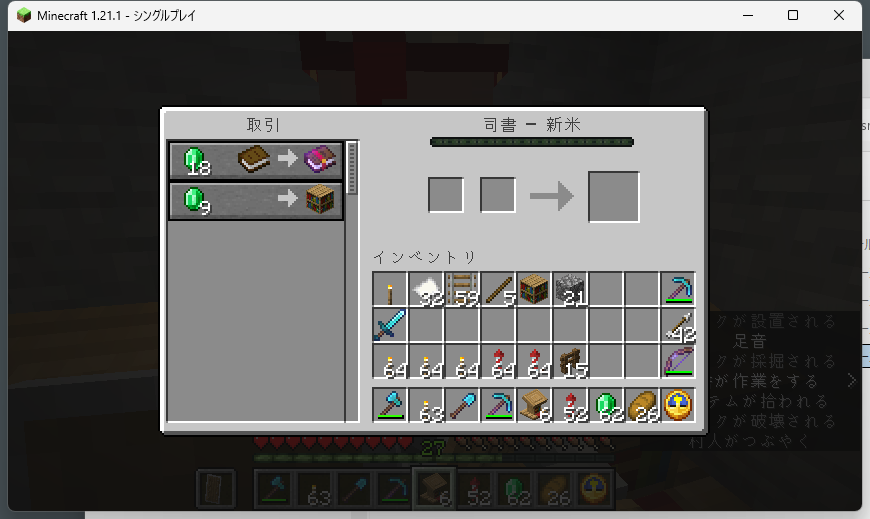 Minecraft 1.21.1 - シングルプレイ
取引
司書 – 新米
18
9
インベントリ
32 59 5 21
42
64 64 64 64 64 15
63 6 52 62 26
クが設置される
足音
クが採掘される
が作業をする >
テムが拾われる
クが破壊される
村人がつぶやく
27
63 6 52 62 26